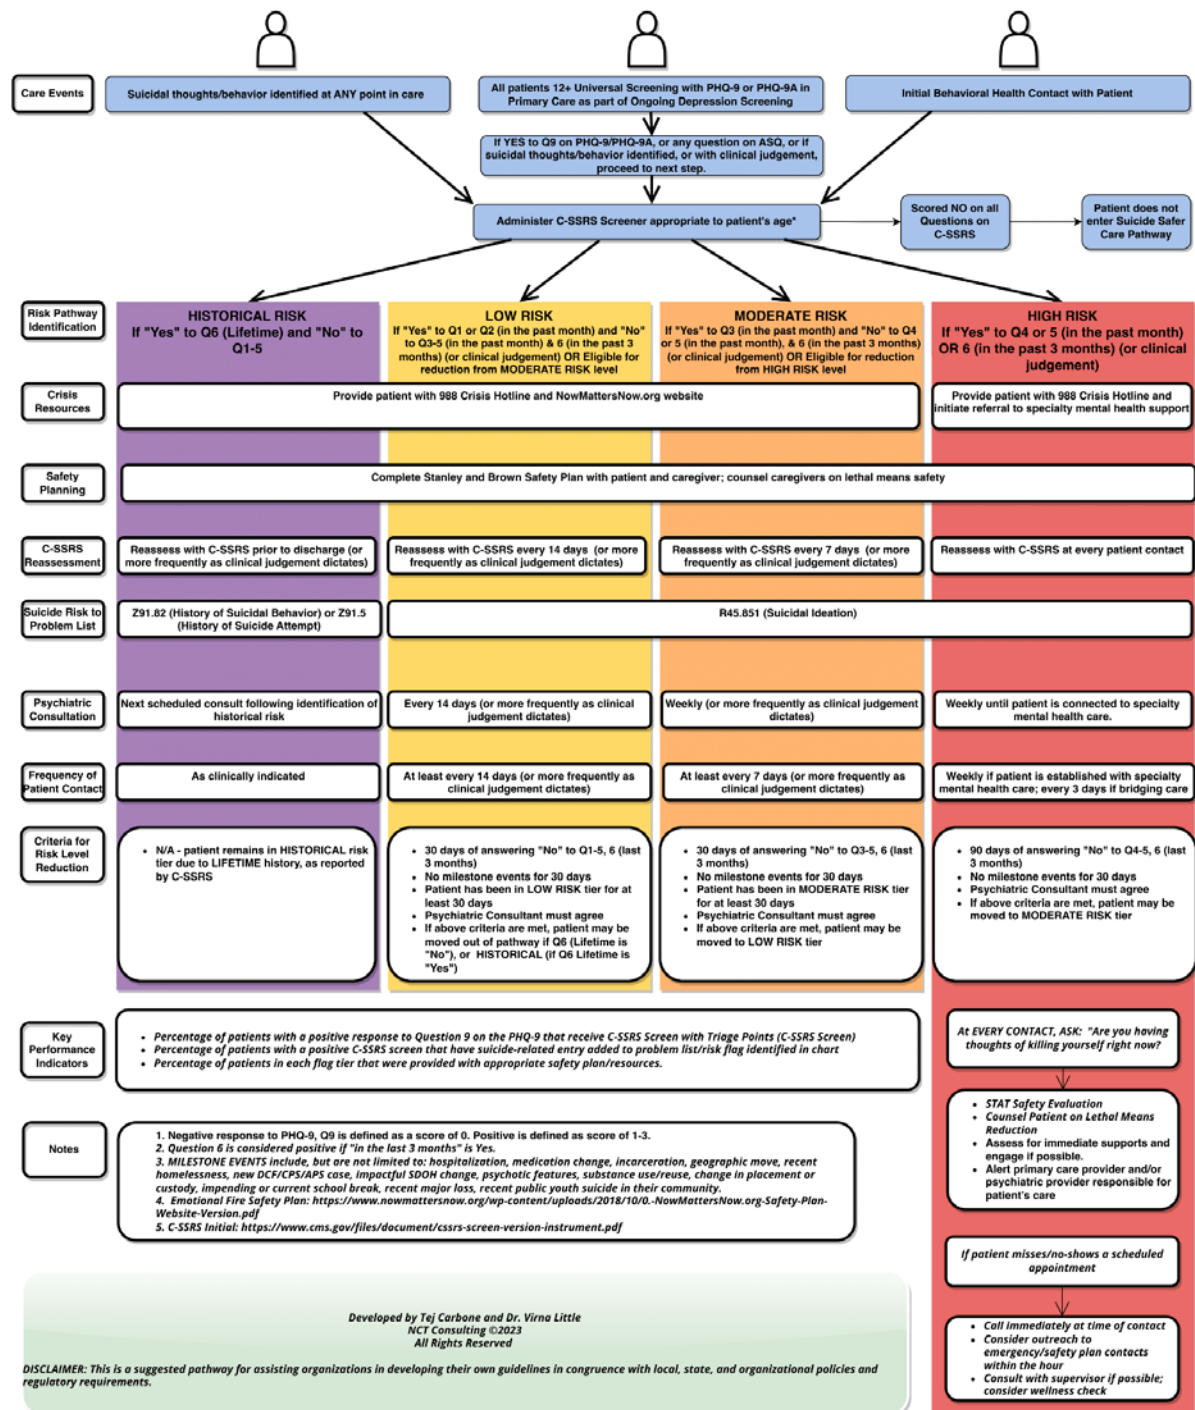 Care Events
Suicidal thoughts/behavior identified at ANY point in care
All patients 12+ Universal Screening with PHQ-9 or PHQ-9A in
Primary Care as part of Ongoing Depression Screening
Initial Behavioral Health Contact with Patient
If YES to Q9 on PHQ-9/PHQ-9A, or any question on ASQ, or if
suicidal thoughts/behavior identified, or with clinical judgement,
proceed to next step.
Administer C-SSRS Screener appropriate to patient's age*
Scored NO on all
Questions on
C-SSRS
Patient does not
enter Suicide Safer
Care Pathway
Risk Pathway
Identification
HISTORICAL RISK
If "Yes" to Q6 (Lifetime) and "No" to
Q1-5
LOW RISK
If "Yes" to Q1 or Q2 (in the past month) and "No"
to Q3-5 (in the past month) & 6 (in the past 3
months) (or clinical judgement) OR Eligible for
reduction from MODERATE RISK level
MODERATE RISK
If "Yes" to Q3 (in the past month) and "No" to Q4
or 5 (in the past month), & 6 (in the past 3 months)
(or clinical judgement) OR Eligible for reduction
from HIGH RISK level
HIGH RISK
If "Yes" to Q4 or 5 (in the past month)
OR 6 (in the past 3 months) (or clinical
judgement)
Crisis
Resources
Provide patient with 988 Crisis Hotline and NowMattersNow.org website
Provide patient with 988 Crisis Hotline and
initiate referral to specialty mental health support
Safety
Planning
Complete Stanley and Brown Safety Plan with patient and caregiver; counsel caregivers on lethal means safety
C-SSRS
Reassessment
Reassess with C-SSRS prior to discharge (or
more frequently as clinical judgement dictates)
Reassess with C-SSRS every 14 days (or more
frequently as clinical judgement dictates)
Reassess with C-SSRS every 7 days (or more
frequently as clinical judgement dictates)
Reassess with C-SSRS at every patient contact
Suicide Risk to
Problem List
Z91.82 (History of Suicidal Behavior) or Z91.5
(History of Suicide Attempt)
R45.851 (Suicidal Ideation)
Psychiatric
Consultation
Next scheduled consult following identification of
historical risk
Every 14 days (or more frequently as clinical
judgement dictates)
Weekly (or more frequently as clinical judgement
dictates)
Weekly until patient is connected to specialty
mental health care.
Frequency of
Patient Contact
As clinically indicated
At least every 14 days (or more frequently as
clinical judgement dictates)
At least every 7 days (or more frequently as
clinical judgement dictates)
Weekly if patient is established with specialty
mental health care; every 3 days if bridging care
Criteria for
Risk Level
Reduction
• N/A - patient remains in HISTORICAL risk
tier due to LIFETIME history, as reported
by C-SSRS
• 30 days of answering "No" to Q1-5, 6 (last
3 months)
• No milestone events for 30 days
• Patient has been in LOW RISK tier for at
least 30 days
• Psychiatric Consultant must agree
• If above criteria are met, patient may be
moved out of pathway if Q6 (Lifetime is
"No"), or HISTORICAL (if Q6 Lifetime is
"Yes")
• 30 days of answering "No" to Q3-5, 6 (last
3 months)
• No milestone events for 30 days
• Patient has been in MODERATE RISK tier
for at least 30 days
• Psychiatric Consultant must agree
• If above criteria are met, patient may be
moved to LOW RISK tier
• 90 days of answering "No" to Q4-5, 6 (last
3 months)
• No milestone events for 30 days
• Psychiatric Consultant must agree
• If above criteria are met, patient may be
moved to MODERATE RISK tier
Key
Performance
Indicators
• Percentage of patients with a positive response to Question 9 on the PHQ-9 that receive C-SSRS Screen with Triage Points (C-SSRS Screen)
• Percentage of patients with a positive C-SSRS screen that have suicide-related entry added to problem list/risk flag identified in chart
• Percentage of patients in each flag tier that were provided with appropriate safety plan/resources.
At EVERY CONTACT, ASK: "Are you having
thoughts of killing yourself right now?
• STAT Safety Evaluation
• Counsel Patient on Lethal Means
Reduction
• Assess for immediate supports and
engage if possible.
• Alert primary care provider and/or
psychiatric provider responsible for
patient's care
Notes
1. Negative response to PHQ-9, Q9 is defined as a score of 0. Positive is defined as score of 1-3.
2. Question 6 is considered positive if "in the last 3 months" is Yes.
3. MILESTONE EVENTS include, but are not limited to: hospitalization, medication change, incarceration, geographic move, recent
homelessness, new DCF/CPS/APS case, impactful SDOH change, psychotic features, substance use/reuse, change in placement or
custody, impending or current school break, recent major loss, recent public youth suicide in their community.
4. Emotional Fire Safety Plan: https://www.nowmattersnow.org/wp-content/uploads/2018/10/0.-NowMattersNow.org-Safety-Plan-
Website-Version.pdf
5. C-SSRS Initial: https://www.cms.gov/files/document/cssrs-screen-version-instrument.pdf
If patient misses/no-shows a scheduled
appointment
• Call immediately at time of contact
• Consider outreach to
emergency/safety plan contacts
within the hour
• Consult with supervisor if possible;
consider wellness check
Developed by Tej Carbone and Dr. Virna Little
NCT Consulting ©2023
All Rights Reserved
DISCLAIMER: This is a suggested pathway for assisting organizations in developing their own guidelines in congruence with local, state, and organizational policies and
regulatory requirements.